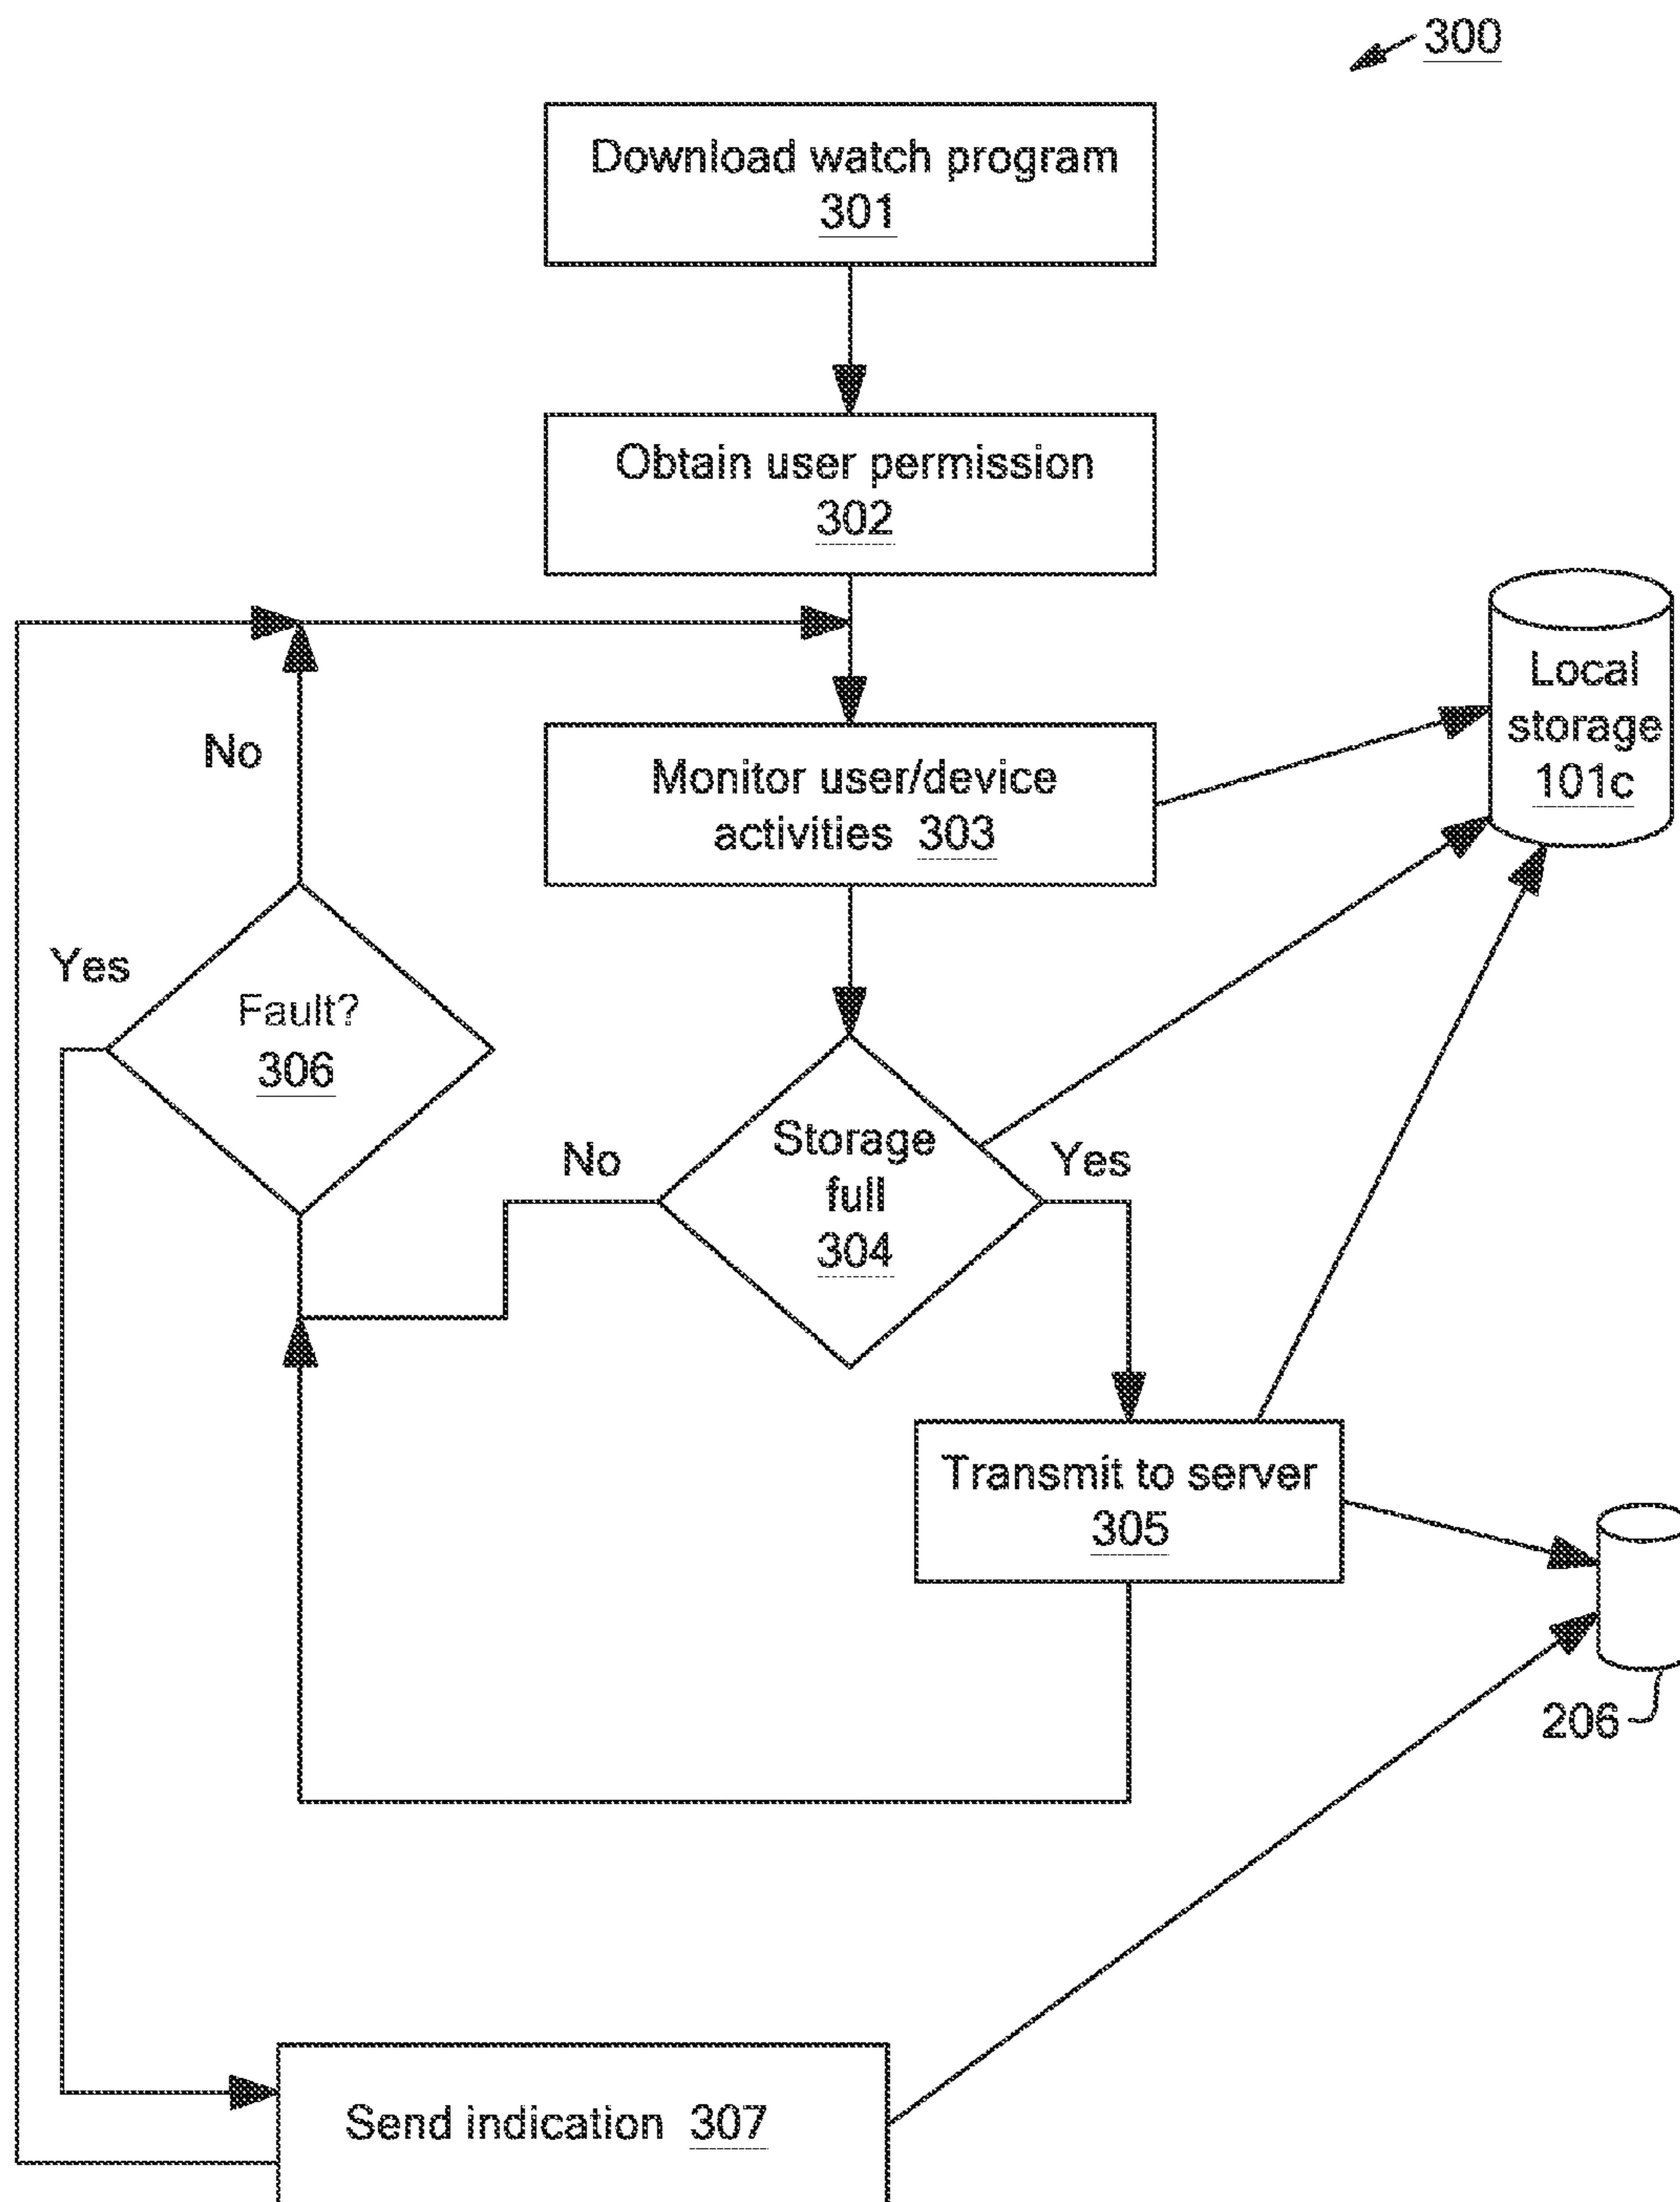 300
Download watch program
301
Obtain user permission
302
Local
storage
101c
No
Monitor user/device
activities 303
Yes
Fault?
306
No
Storage
full
304
Yes
Transmit to server
305
206
Send indication 307